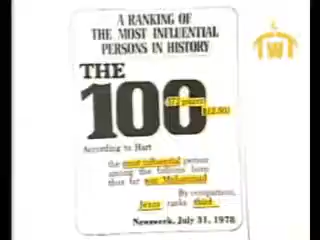 A RANKING OF
THE MOST INFLUENTIAL
PERSONS IN HISTORY
THE
100
572 pages
$12.50
According to Hart
the most influential person
among the billions born
thus far was Muhammad
By comparison,
Jesus ranks third.
Newsweek, July 31, 1978